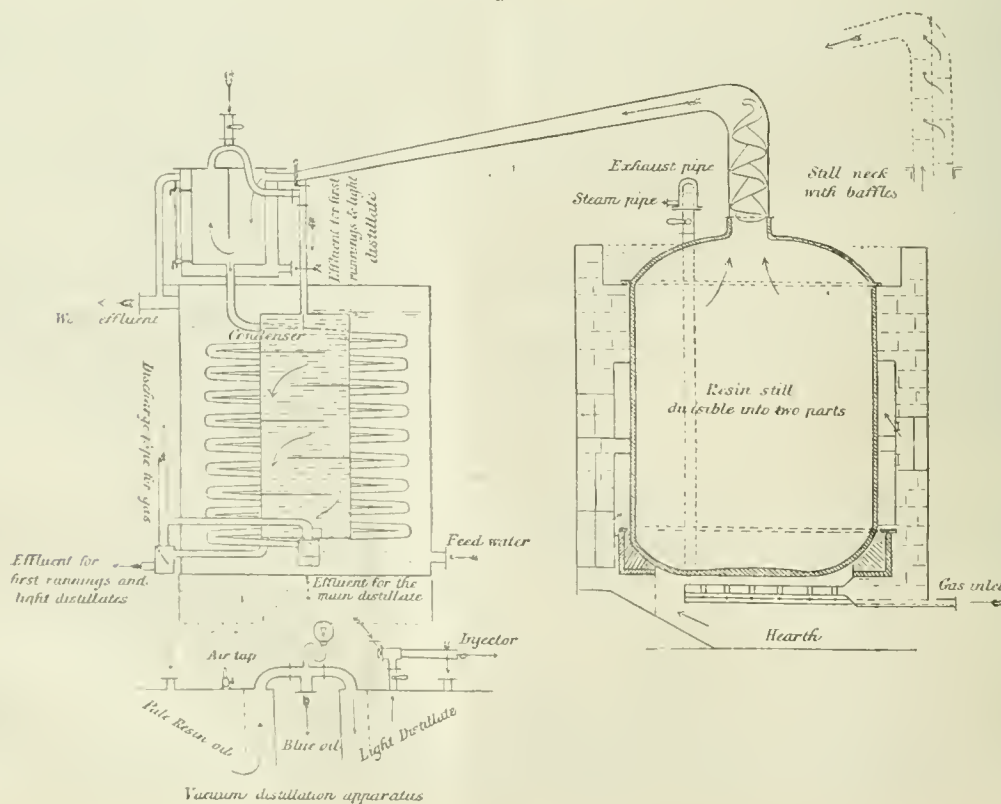 Still neck
with baffles
Exhaust pipe
Steam pipe
Effluent for first
runnings & light
distillate
effluent
Condenser
Discharge pipe for gas
Resin still
divisible into two parts
Feed water
Effluent for
first runnings and
light distillates
Effluent for the
main distillate
Gas inlet
Hearth
Air tap
Injector
Pale Resin oil
Blue oil
Light Distillate
Vacuum distillation apparatus